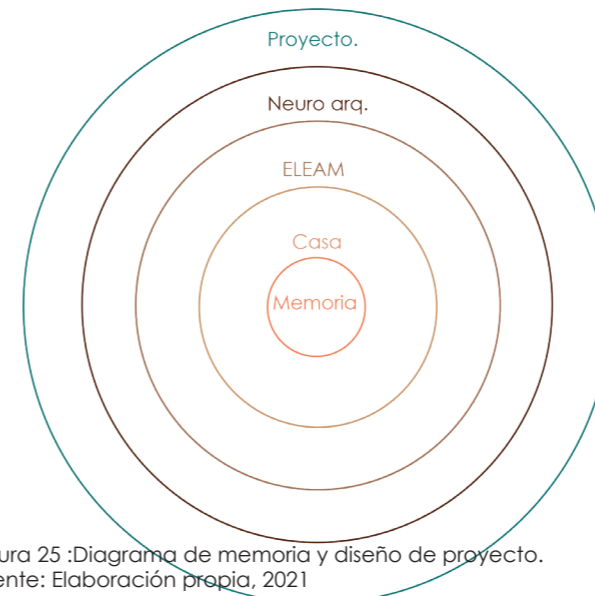 Proyecto.
Neuro arq.
ELEAM
Casa
Memoria
ura 25 :Diagrama de memoria y diseño de proyecto.
ente: Elaboración propia, 2021